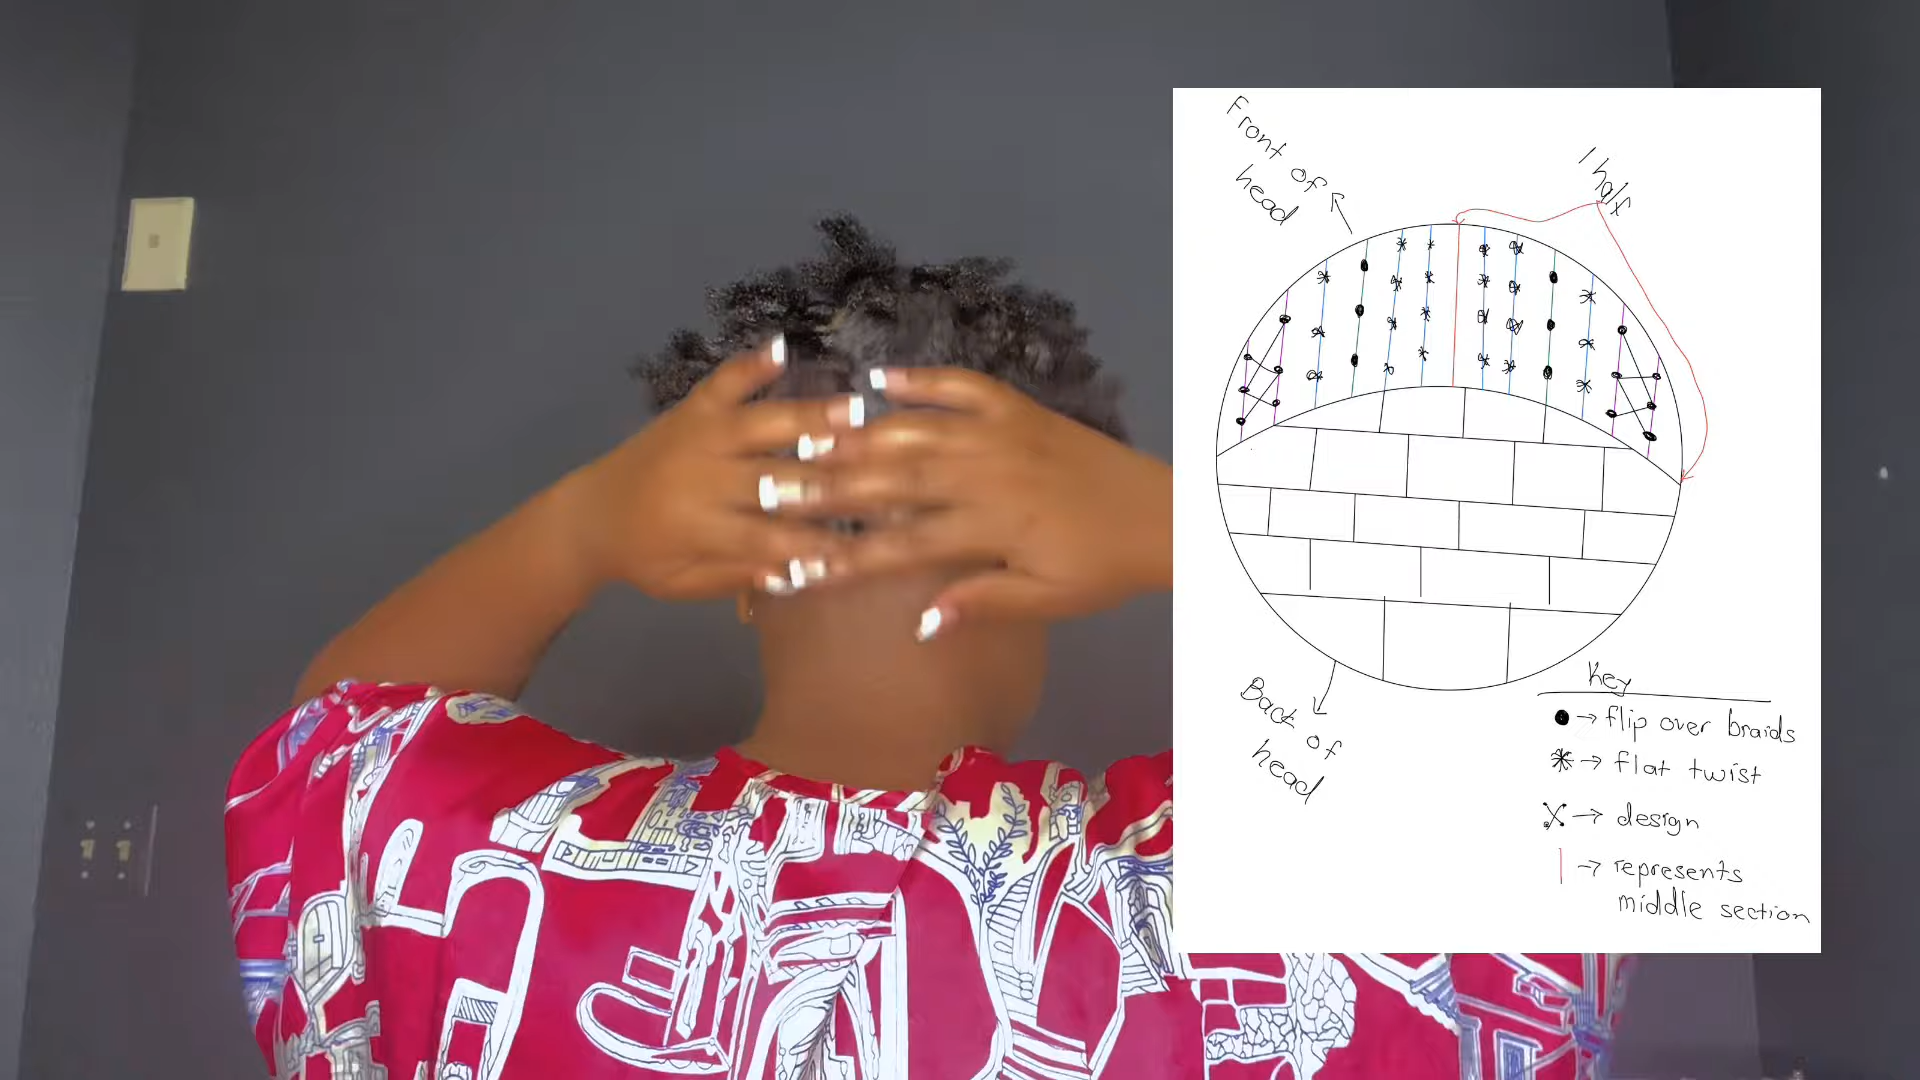 Front of
head
1 half
Back of
head
Key
● → flip over braids
* → flat twist
X → design
| → represents
middle section